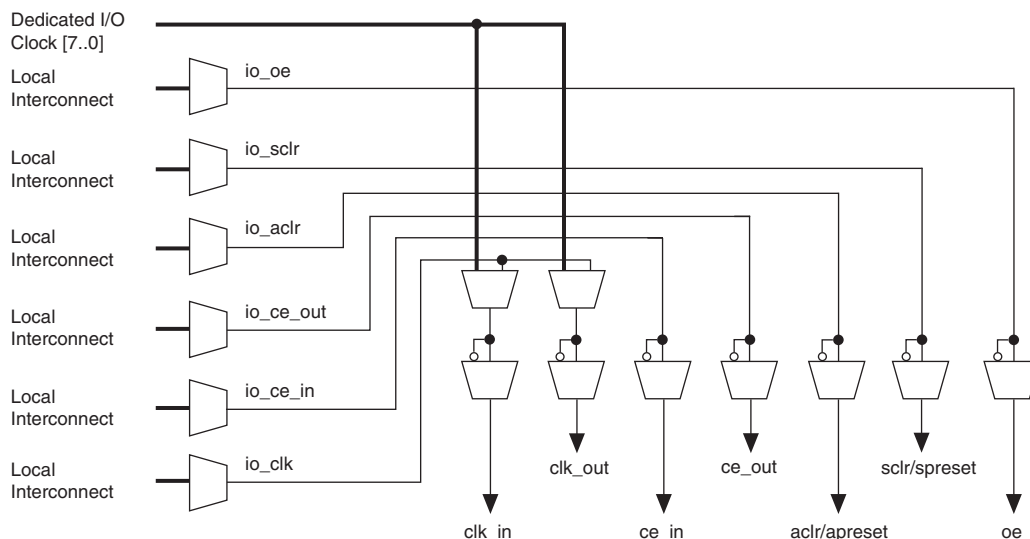 Dedicated I/O
Clock [7..0]
Local
Interconnect
io_oe
Local
Interconnect
io_sclr
Local
Interconnect
io_aclr
Local
Interconnect
io_ce_out
Local
Interconnect
io_ce_in
Local
Interconnect
io_clk
clk_out
ce_out
sclr/spreset
clk_in
ce_in
aclr/apreset
oe